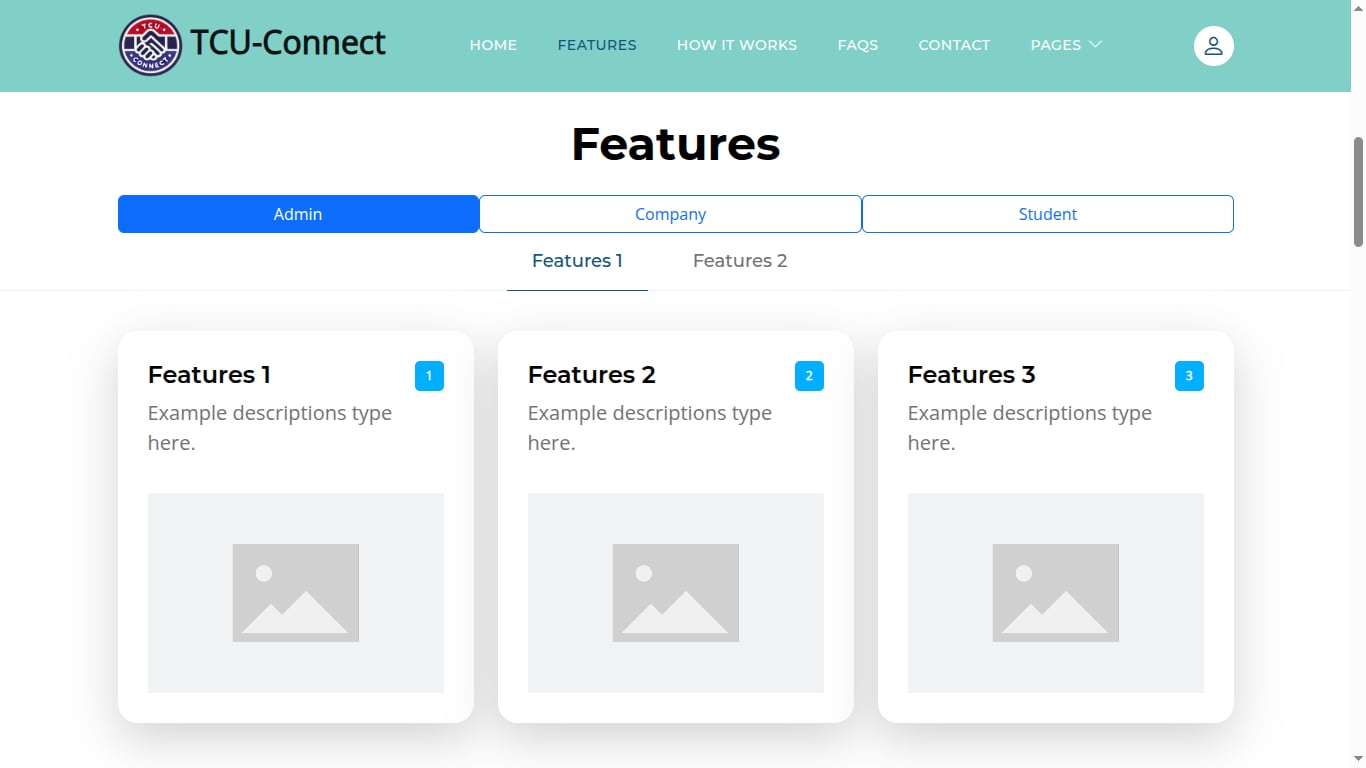 TCU
CONNECT
TCU-Connect
HOME
FEATURES
HOW IT WORKS
FAQS
CONTACT
PAGES
Features
Admin
Company
Student
Features 1
Features 2
Features 1
1
Example descriptions type
here.
Features 2
2
Example descriptions type
here.
Features 3
3
Example descriptions type
here.